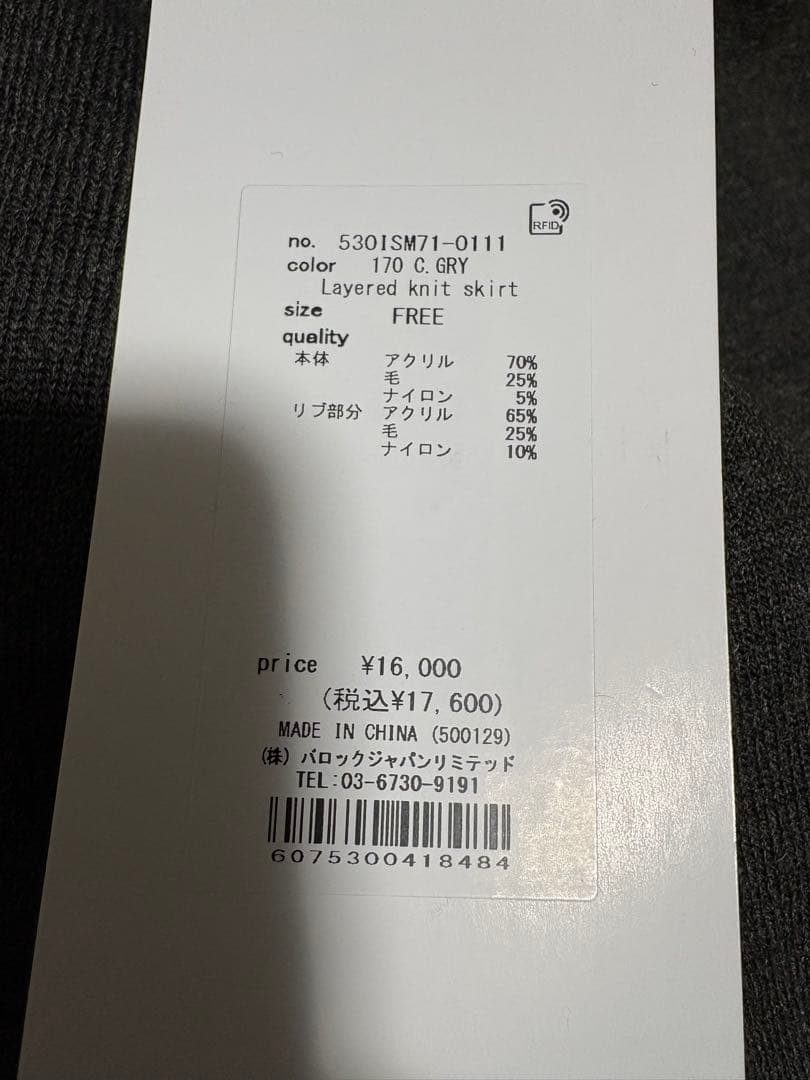 RFID
no. 530ISM71-0111
color 170 C.GRY
Layered knit skirt
size FREE
quality
本体 アクリル 70%
毛 25%
ナイロン 5%
リブ部分 アクリル 65%
毛 25%
ナイロン 10%
price ¥16,000
(税込¥17,600)
MADE IN CHINA (500129)
(株) バロックジャパンリミテッド
TEL:03-6730-9191
6075300418484